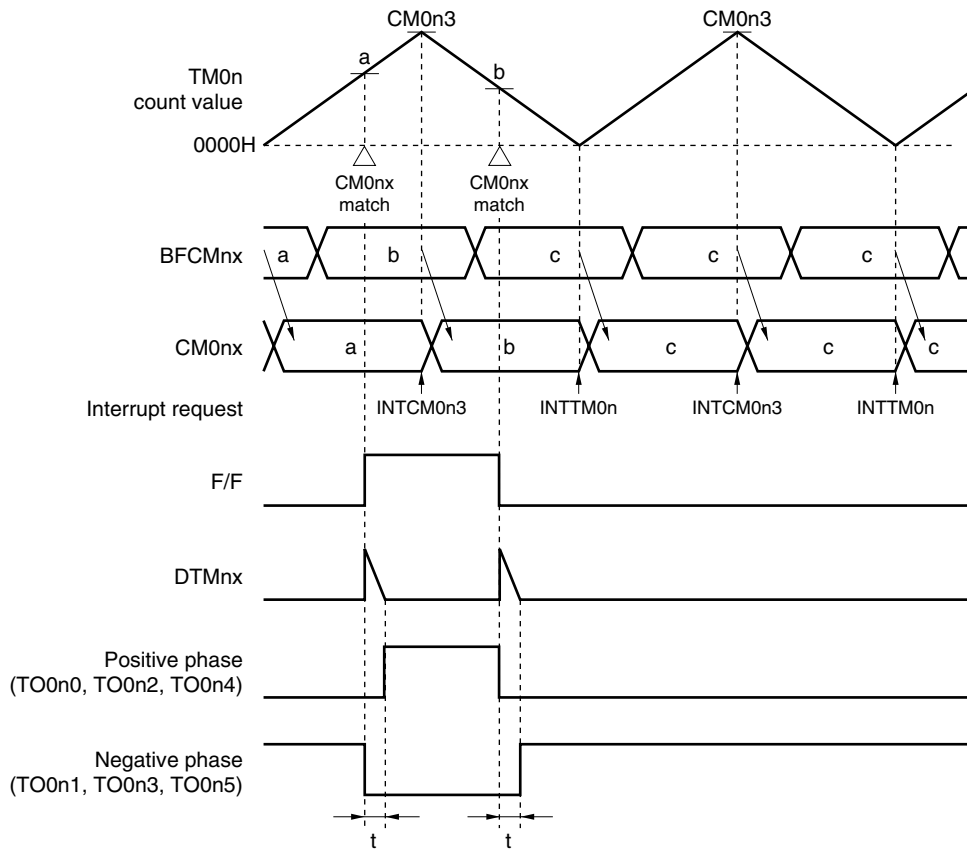 CM0n3 CM0n3
a
b
TM0n
count value
0000H
CM0nx
match
CM0nx
match
BFCMnx a b c c c
CM0nx a b c c c
Interrupt request INTCM0n3 INTTM0n INTCM0n3 INTTM0n
F/F
DTMnx
Positive phase
(TO0n0, TO0n2, TO0n4)
Negative phase
(TO0n1, TO0n3, TO0n5)
t t